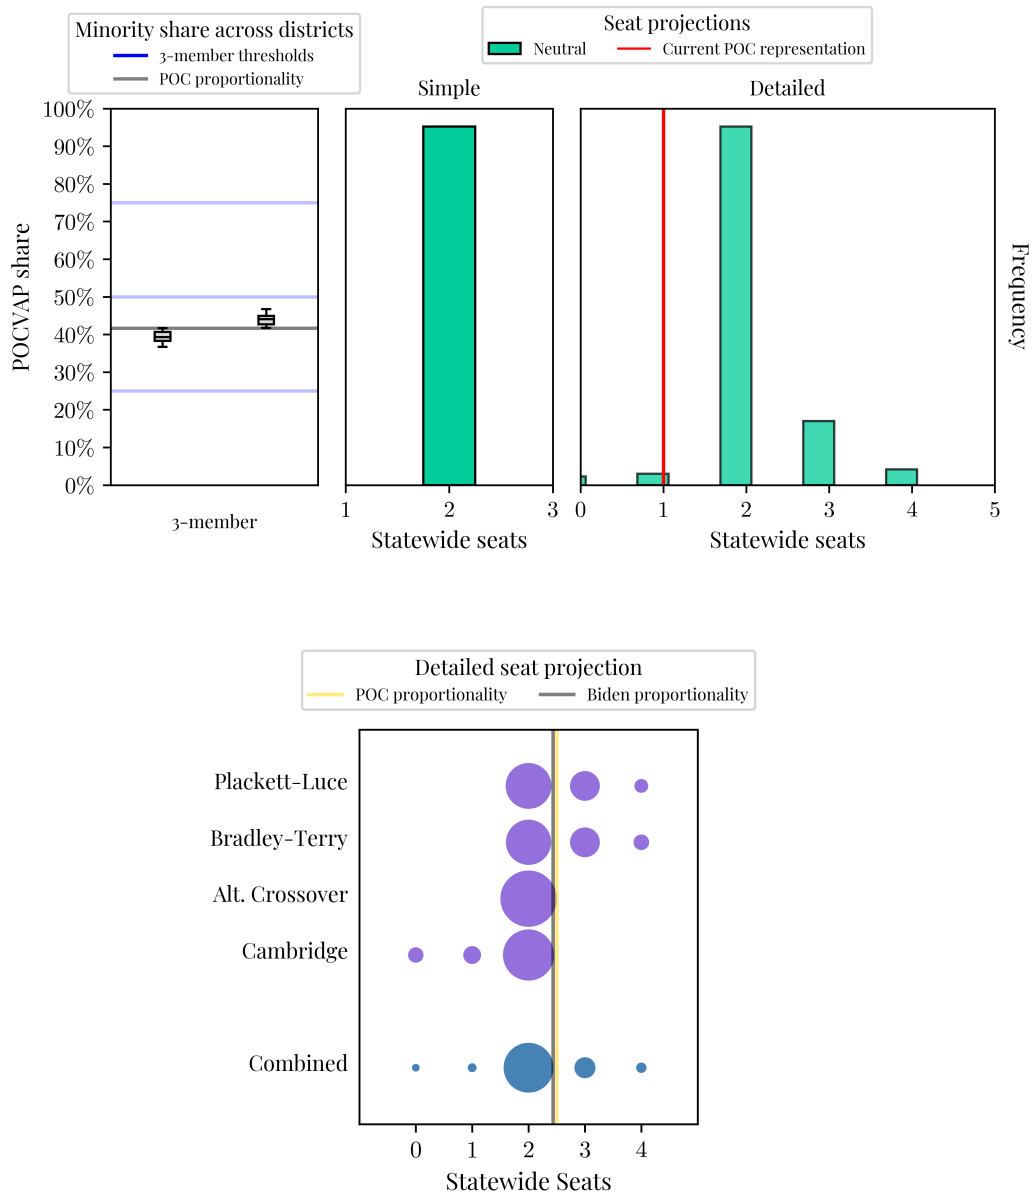 Minority share across districts
3-member thresholds
POC proportionality
Seat projections
Neutral
Current POC representation
Simple
Detailed
100%
90%
80%
70%
60%
50%
40%
30%
20%
10%
0%
POCVAP share
3-member
1 2 3
Statewide seats
0 1 2 3 4 5
Statewide seats
Frequency
Detailed seat projection
POC proportionality
Biden proportionality
Plackett-Luce
Bradley-Terry
Alt. Crossover
Cambridge
Combined
0 1 2 3 4
Statewide Seats